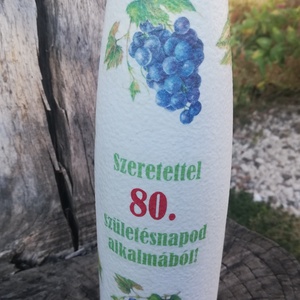 Szeretettel
80.
születésnapod
alkalmából!